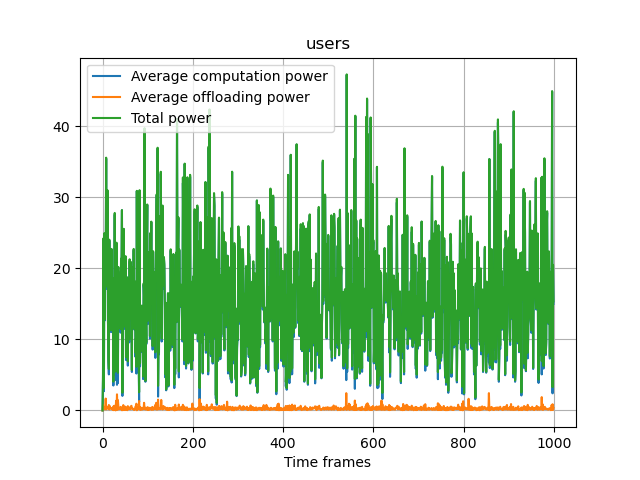 users
Average computation power
Average offloading power
Total power
40
30
20
10
0
0 200 400 600 800 1000
Time frames